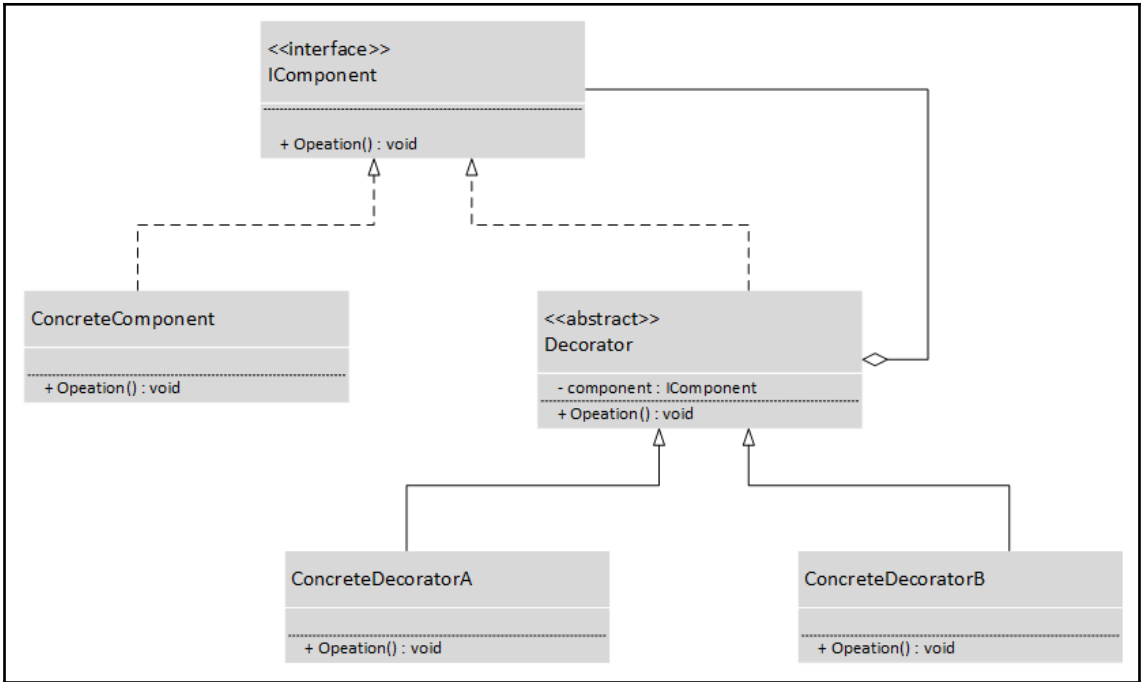 <<interface>>
IComponent
+ Opeation() : void
ConcreteComponent
+ Opeation() : void
<<abstract>>
Decorator
- component : IComponent
+ Opeation() : void
ConcreteDecoratorA
+ Opeation() : void
ConcreteDecoratorB
+ Opeation() : void